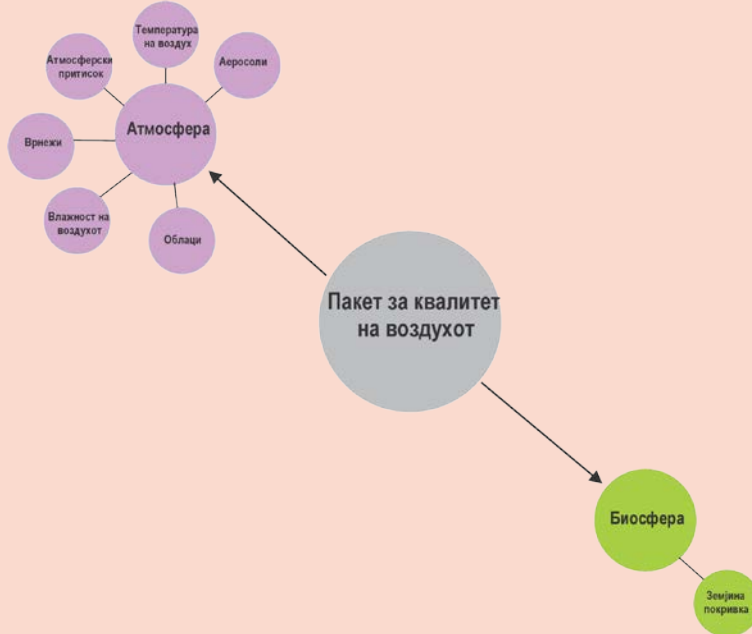 Температура
на воздух
Атмосферски
притисок
Аеросоли
Атмосфера
Врнежи
Влажност на
воздухот
Облаци
Пакет за квалитет
на воздухот
Биосфера
Земјина
покривка